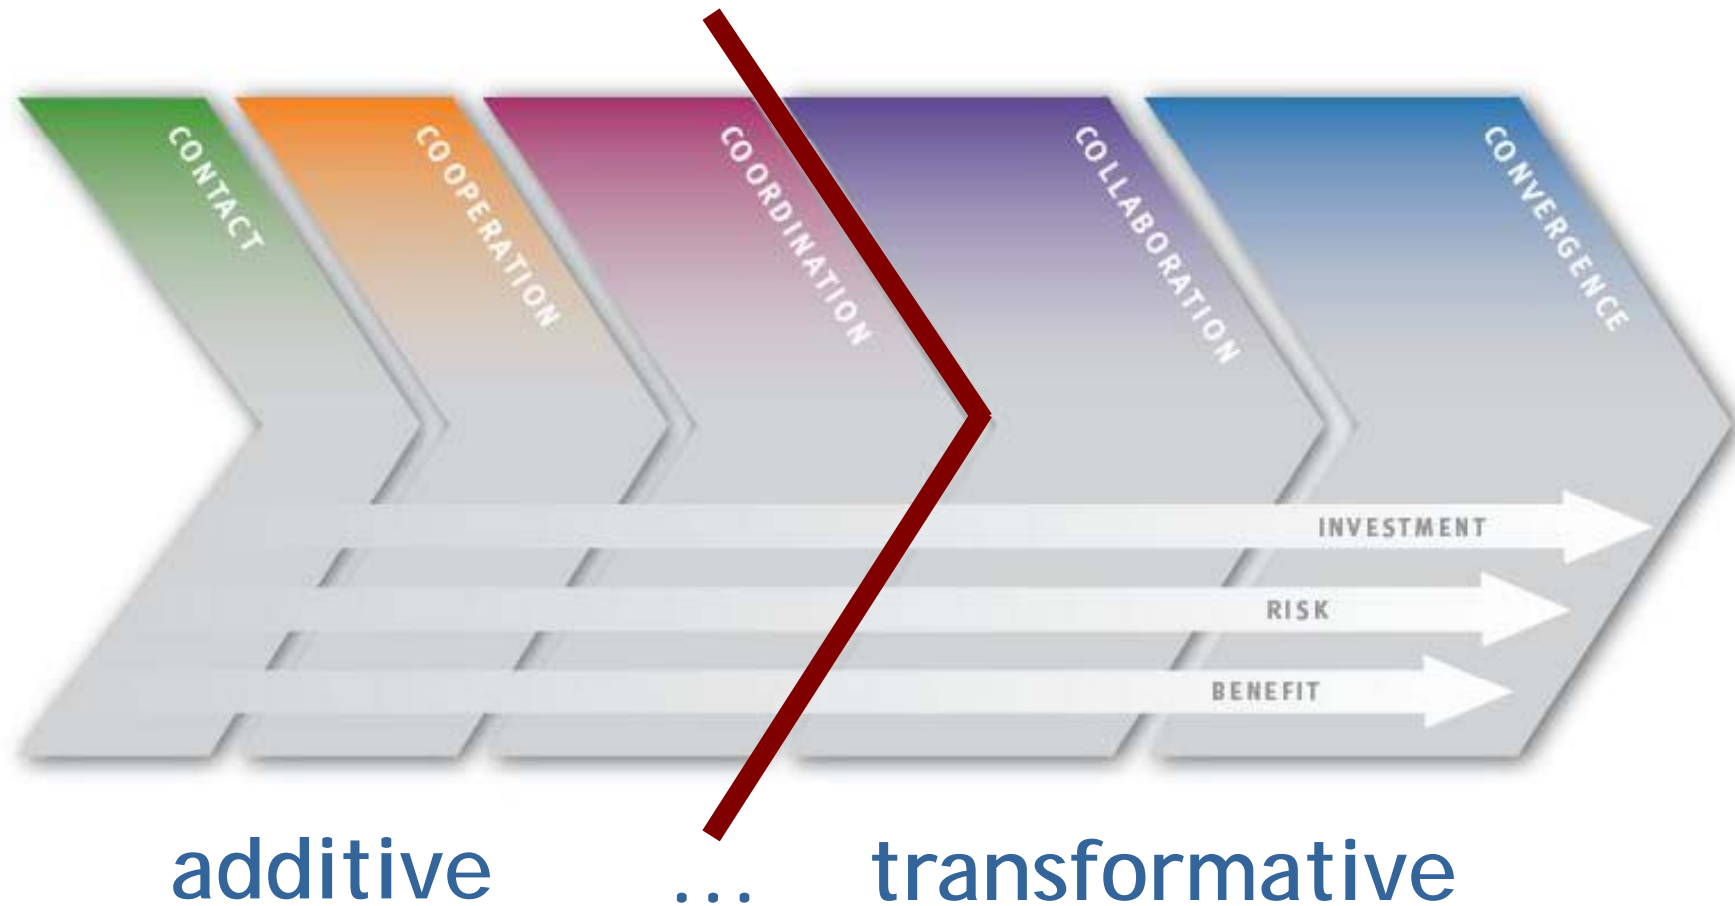 CONTACT
COOPERATION
COORDINATION
COLLABORATION
CONVERGENCE
INVESTMENT
RISK
BENEFIT
additive ... transformative